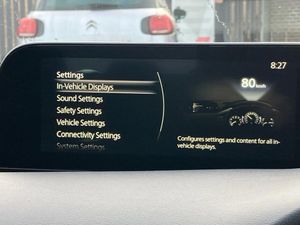 Settings
8:27
In-Vehicle Displays
80 km/h
Sound Settings
Safety Settings
Vehicle Settings
Connectivity Settings
System Settings
Configures settings and content for all in-
vehicle displays.